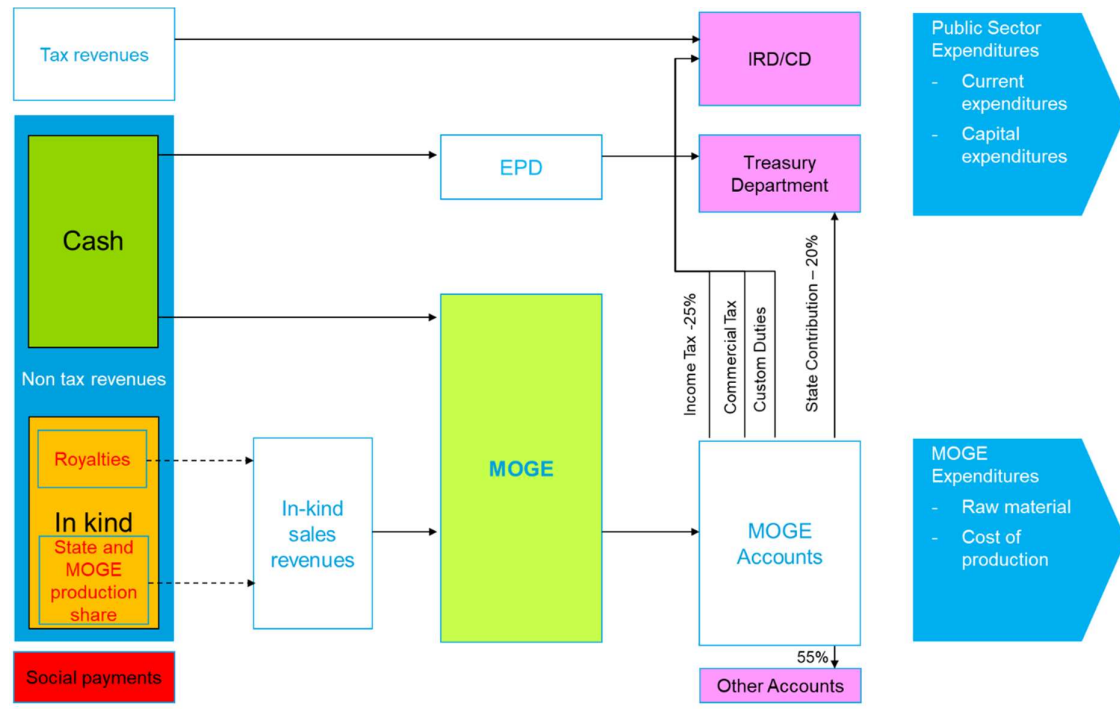 Tax revenues
IRD/CD
Public Sector
Expenditures
- Current
expenditures
- Capital
expenditures
Cash
EPD
Treasury
Department
Non tax revenues
Royalties
In kind
State and
MOGE
production
share
In-kind
sales
revenues
MOGE
Income Tax -25%
Commercial Tax
Custom Duties
State Contribution – 20%
MOGE
Accounts
MOGE
Expenditures
- Raw material
- Cost of
production
55%
Social payments
Other Accounts